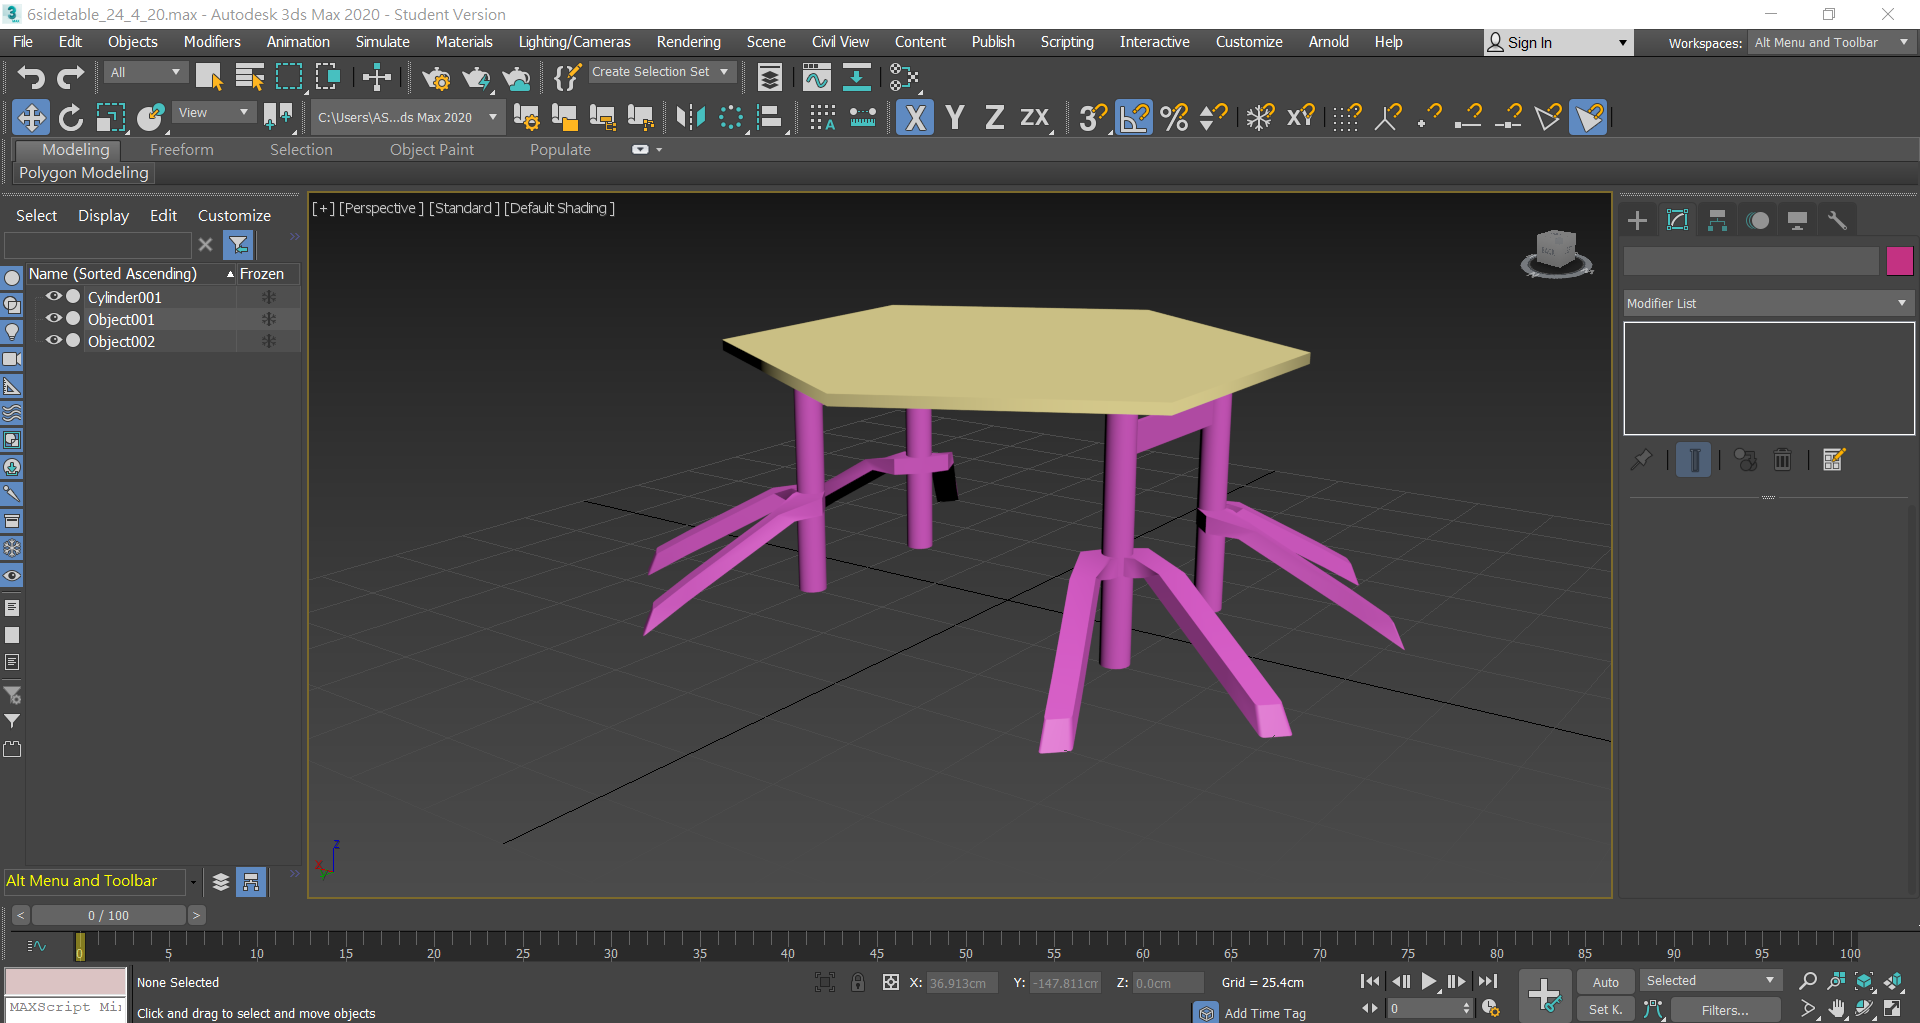 6sidetable_24_4_20.max - Autodesk 3ds Max 2020 - Student Version
File Edit Objects Modifiers Animation Simulate Materials Lighting/Cameras Rendering Scene Civil View Content Publish Scripting Interactive Customize Arnold Help Sign In Workspaces: Alt Menu and Toolbar
All Create Selection Set
View C:\Users\AS...ds Max 2020 X Y Z ZX 3 XY
Modeling Freeform Selection Object Paint Populate
Polygon Modeling
Select Display Edit Customize
[+] [Perspective ] [Standard ] [Default Shading ]
Name (Sorted Ascending) Frozen
Cylinder001
Object001
Object002
BACK
Modifier List
z
x
y
Alt Menu and Toolbar
< 0 / 100 >
0 5 10 15 20 25 30 35 40 45 50 55 60 65 70 75 80 85 90 95 100
None Selected X: 36.913cm Y: -147.811cm Z: 0.0cm Grid = 25.4cm Auto Selected
MAXScript Mi
Click and drag to select and move objects Add Time Tag 0 Set K. Filters...